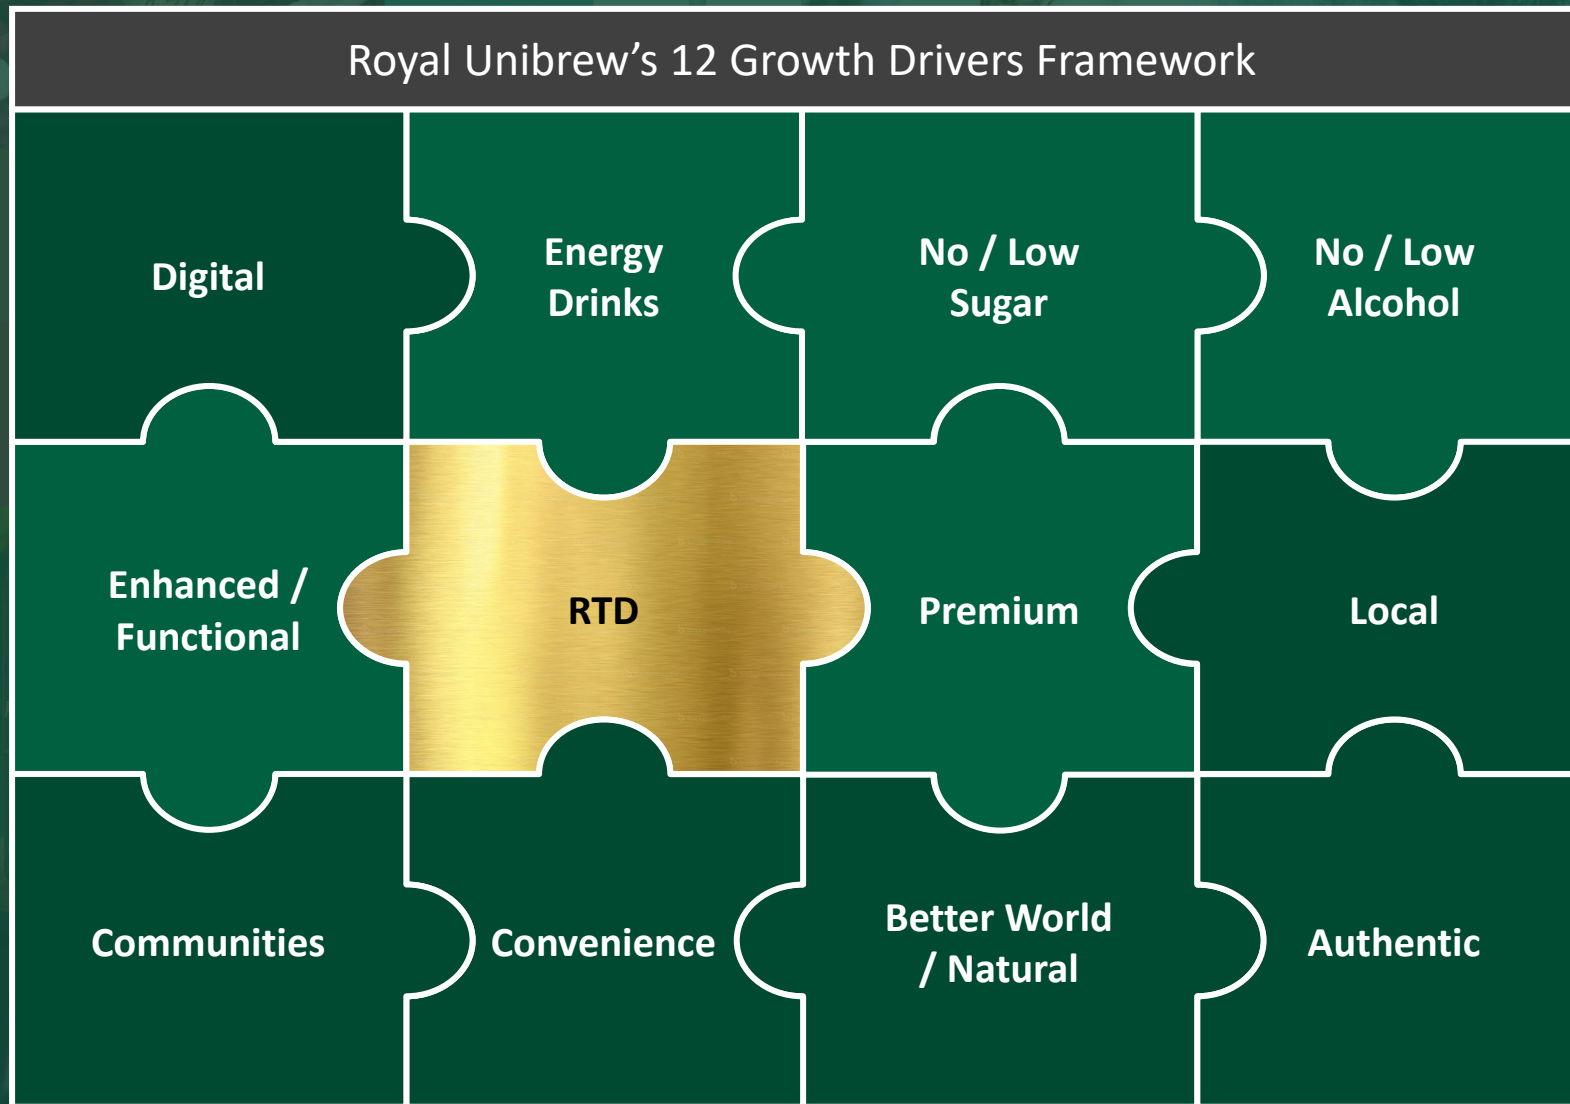 Royal Unibrew’s 12 Growth Drivers Framework
Digital
Energy
Drinks
No / Low
Sugar
No / Low
Alcohol
Enhanced /
Functional
RTD
Premium
Local
Communities
Convenience
Better World
/ Natural
Authentic